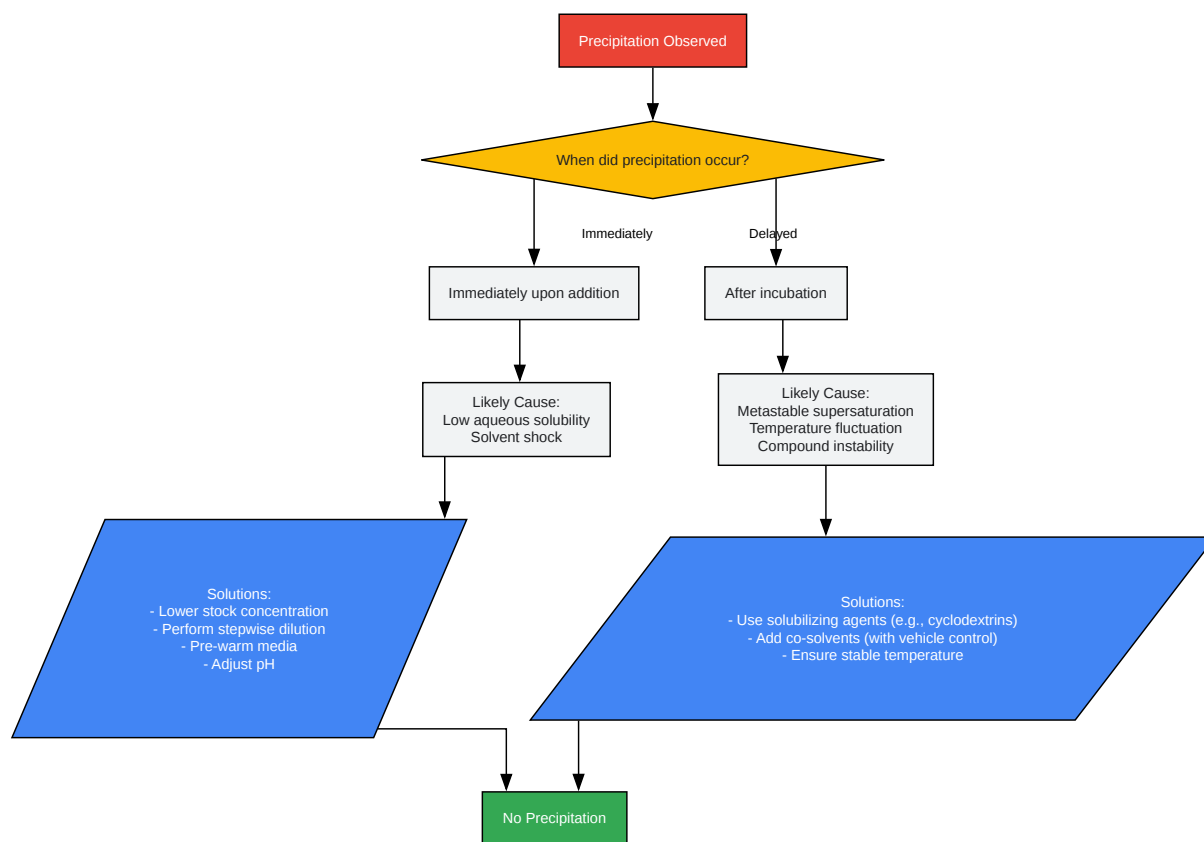 Precipitation Observed
When did precipitation occur?
Immediately
Delayed
Immediately upon addition
After incubation
Likely Cause:
Low aqueous solubility
Solvent shock
Likely Cause:
Metastable supersaturation
Temperature fluctuation
Compound instability
Solutions:
- Lower stock concentration
- Perform stepwise dilution
- Pre-warm media
- Adjust pH
Solutions:
- Use solubilizing agents (e.g., cyclodextrins)
- Add co-solvents (with vehicle control)
- Ensure stable temperature
No Precipitation